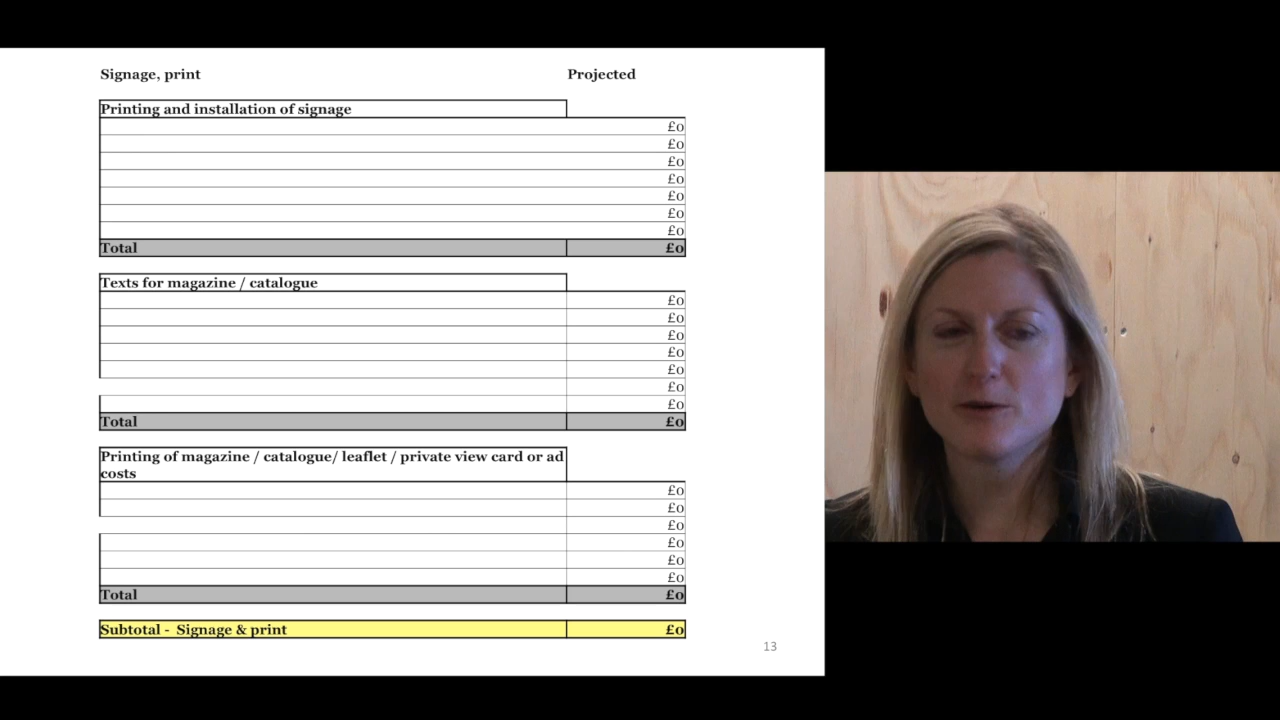 Signage, print Projected
Printing and installation of signage
£0
£0
£0
£0
£0
£0
£0
Total £0
Texts for magazine / catalogue
£0
£0
£0
£0
£0
£0
£0
Total £0
Printing of magazine / catalogue/ leaflet / private view card or ad
costs
£0
£0
£0
£0
£0
£0
Total £0
Subtotal - Signage & print £0
13